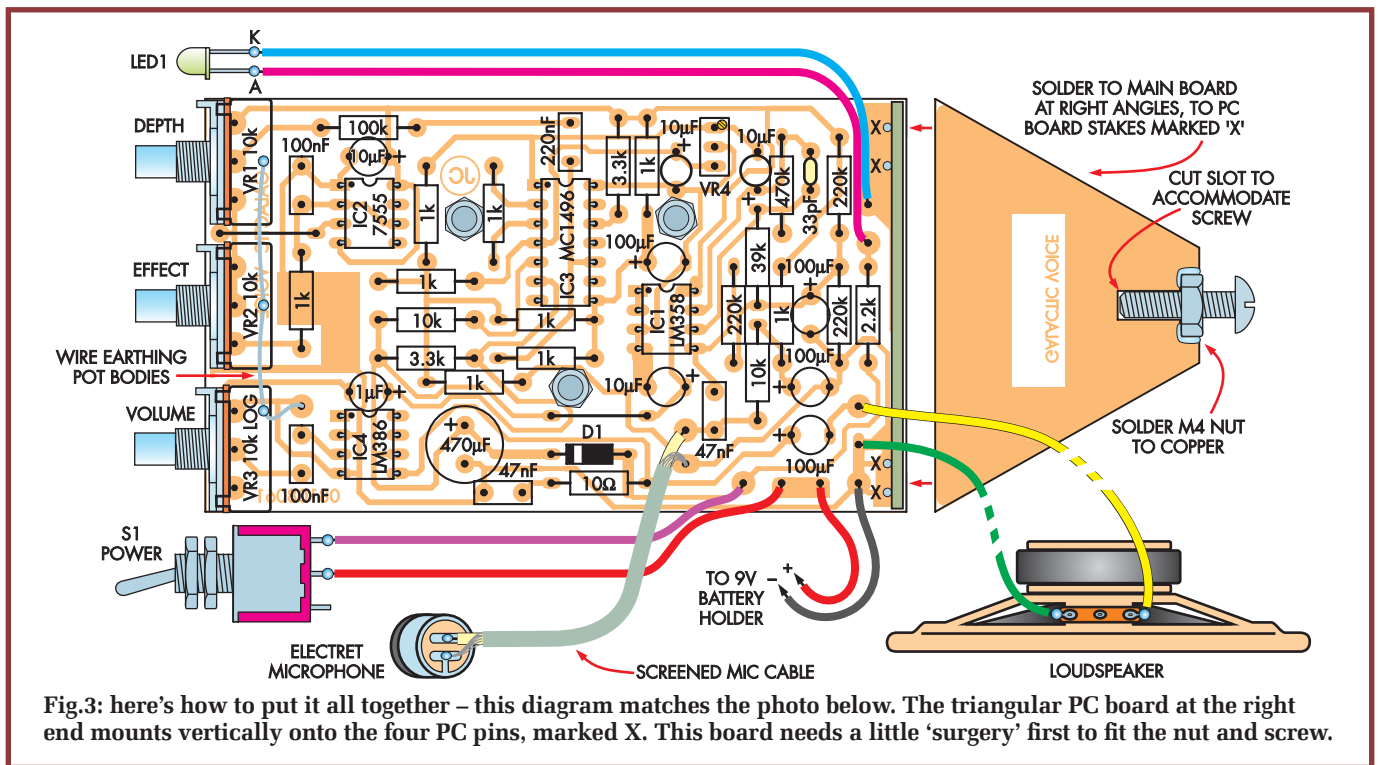 K
LED1
A
SOLDER TO MAIN BOARD
AT RIGHT ANGLES, TO PC
BOARD STAKES MARKED 'X'
CUT SLOT TO
ACCOMMODATE
SCREW
DEPTH
VR1 10k
100nF
100k
10µF
+
IC2
7555
1k
JC
1k
220nF
IC3 MC1496
3.3k
1k
10µF
+
VR4
10µF
+
470k
33pF
220k
X
X
EFFECT
VR2 10k
1k
1k
10k
3.3k
1k
1k
1k
100µF
+
IC1
LM358
39k
220k
1k
10k
100µF
+
220k
2.2k
GALACTIC VOICE
WIRE EARTHING
POT BODIES
VOLUME
VR3 10k LOG
100nF
1µF
+
IC4
LM386
+
470µF
47nF
D1
10Ω
10µF
+
47nF
100µF
+
+
100µF
X
X
SOLDER M4 NUT
TO COPPER
S1
POWER
+
–
TO 9V
BATTERY
HOLDER
ELECTRET
MICROPHONE
SCREENED MIC CABLE
LOUDSPEAKER
Fig.3: here's how to put it all together – this diagram matches the photo below. The triangular PC board at the right
end mounts vertically onto the four PC pins, marked X. This board needs a little 'surgery' first to fit the nut and screw.